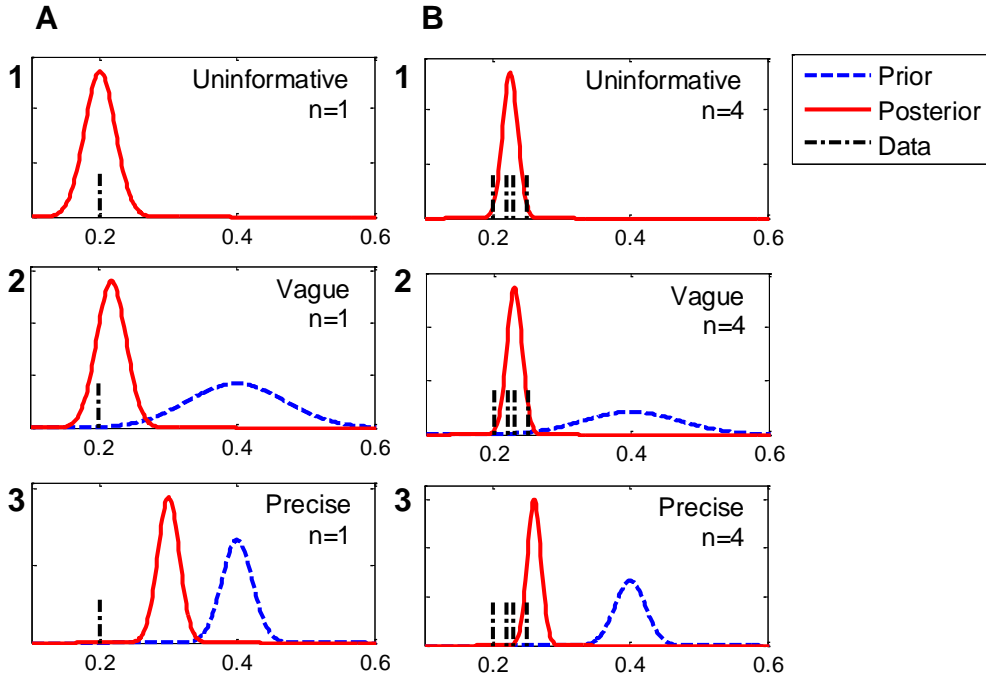 A
B
1
Uninformative
n=1
0.2
0.4
0.6
1
Uninformative
n=4
0.2
0.4
0.6
Prior
Posterior
Data
2
Vague
n=1
0.2
0.4
0.6
2
Vague
n=4
0.2
0.4
0.6
3
Precise
n=1
0.2
0.4
0.6
3
Precise
n=4
0.2
0.4
0.6